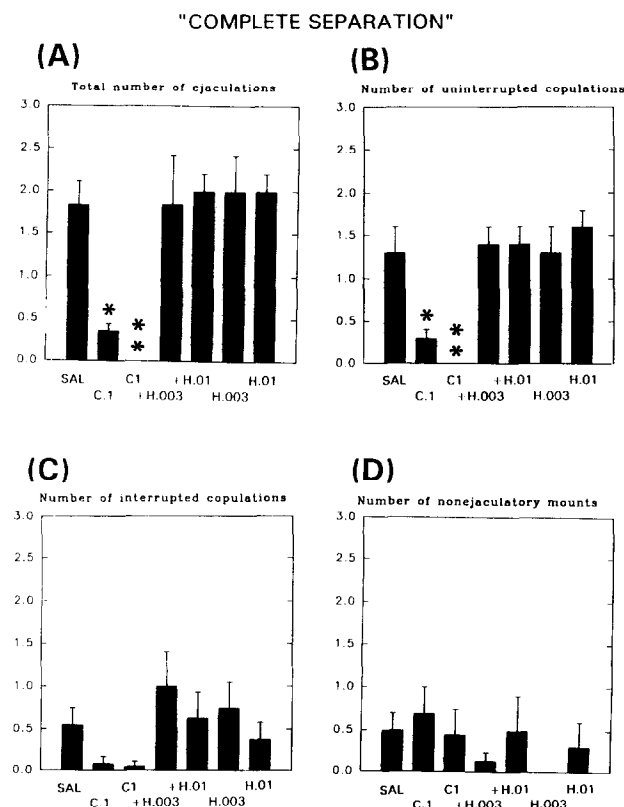 "COMPLETE SEPARATION"
(A)
Total number of ejaculations
3.0
2.5
2.0
1.5
1.0
0.5
0.0
*
*
*
SAL C1 +H.01 H.01
C.1 +H.003 H.003
(B)
Number of uninterrupted copulations
3.0
2.5
2.0
1.5
1.0
0.5
0.0
*
*
*
SAL C1 +H.01 H.01
C.1 +H.003 H.003
(C)
Number of interrupted copulations
3.0
2.5
2.0
1.5
1.0
0.5
0.0
SAL C1 +H.01 H.01
C.1 +H.003 H.003
(D)
Number of nonejaculatory mounts
3.0
2.5
2.0
1.5
1.0
0.5
0.0
SAL C1 +H.01 H.01
C.1 +H.003 H.003